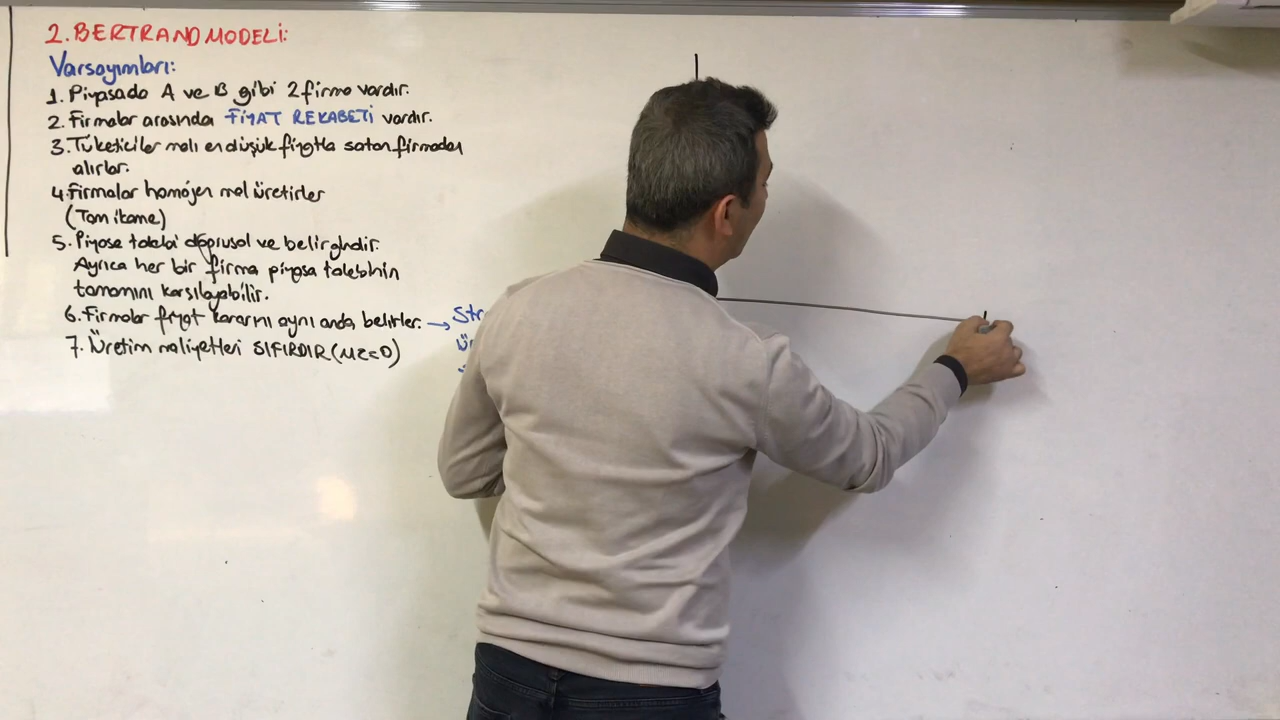 2. BERTRAND MODELİ:
Varsayımları:
1. Piyasada A ve B gibi 2 firma vardır.
2. Firmalar arasında FİYAT REKABETİ vardır.
3. Tüketiciler malı en düşük fiyatla satan firmadan
alırlar.
4. Firmalar homojen mal üretirler
(Tam ikame)
5. Piyasa talebi doğrusal ve belirgindir.
Ayrıca her bir firma piyasa talebinin
tamamını karşılayabilir.
6. Firmalar fiyat kararını aynı anda belirler. → Str
ür
7. Üretim maliyetleri SIFIRDIR (MC=0)